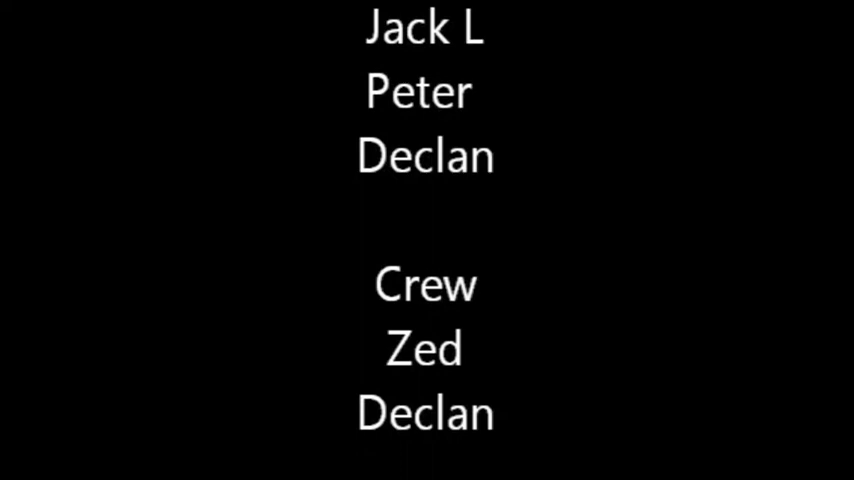 Jack L
Peter
Declan
Crew
Zed
Declan